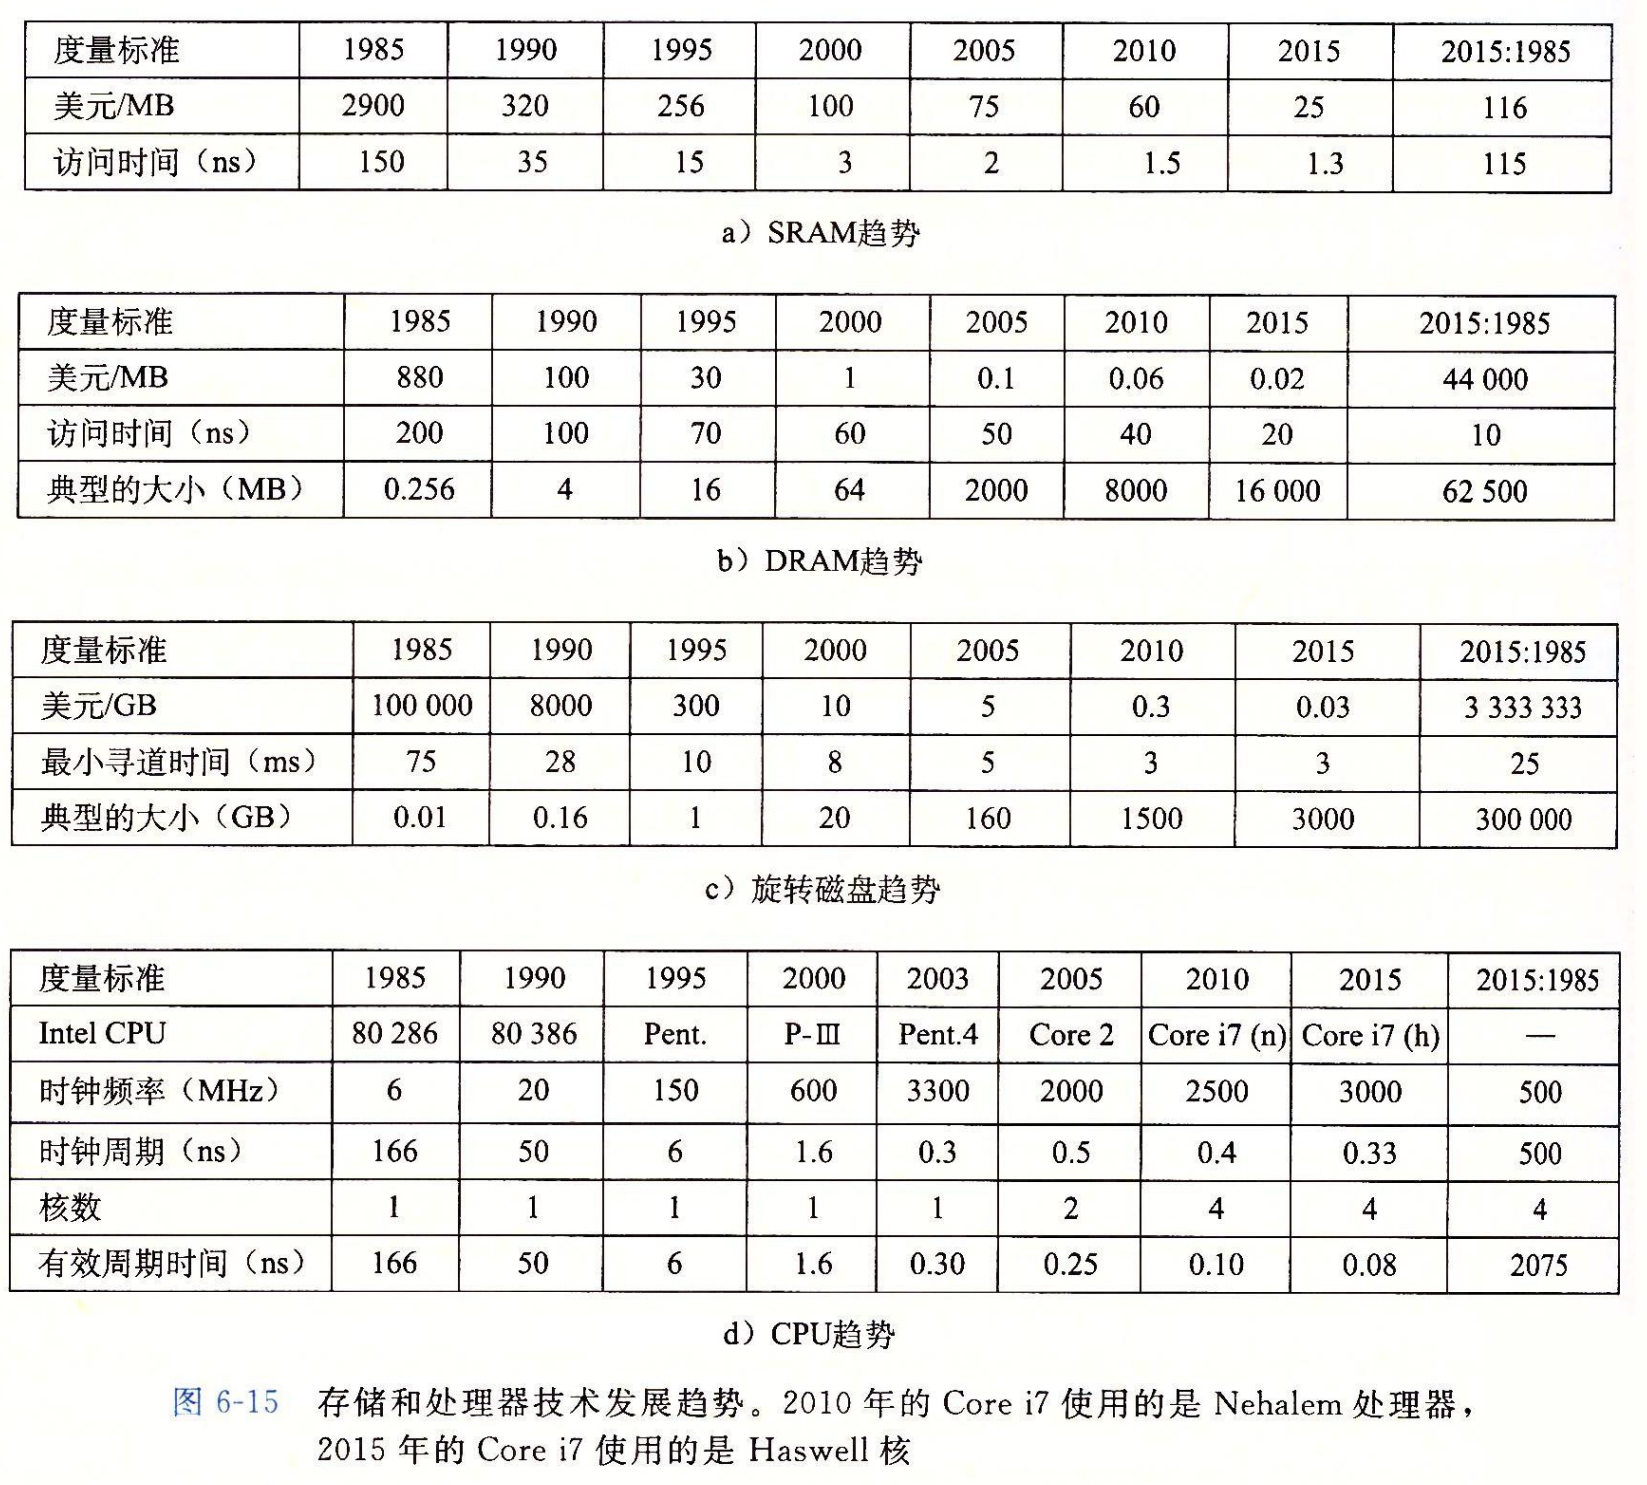 度量标准 1985 1990 1995 2000 2005 2010 2015 2015:1985
美元/MB 2900 320 256 100 75 60 25 116
访问时间（ns） 150 35 15 3 2 1.5 1.3 115
a）SRAM趋势
度量标准 1985 1990 1995 2000 2005 2010 2015 2015:1985
美元/MB 880 100 30 1 0.1 0.06 0.02 44 000
访问时间（ns） 200 100 70 60 50 40 20 10
典型的大小（MB） 0.256 4 16 64 2000 8000 16 000 62 500
b）DRAM趋势
度量标准 1985 1990 1995 2000 2005 2010 2015 2015:1985
美元/GB 100 000 8000 300 10 5 0.3 0.03 3 333 333
最小寻道时间（ms） 75 28 10 8 5 3 3 25
典型的大小（GB） 0.01 0.16 1 20 160 1500 3000 300 000
c）旋转磁盘趋势
度量标准 1985 1990 1995 2000 2003 2005 2010 2015 2015:1985
Intel CPU 80 286 80 386 Pent. P-Ⅲ Pent.4 Core 2 Core i7 (n) Core i7 (h) —
时钟频率（MHz） 6 20 150 600 3300 2000 2500 3000 500
时钟周期（ns） 166 50 6 1.6 0.3 0.5 0.4 0.33 500
核数 1 1 1 1 1 2 4 4 4
有效周期时间（ns） 166 50 6 1.6 0.30 0.25 0.10 0.08 2075
d）CPU趋势
图 6-15 存储和处理器技术发展趋势。2010 年的 Core i7 使用的是 Nehalem 处理器，
2015 年的 Core i7 使用的是 Haswell 核